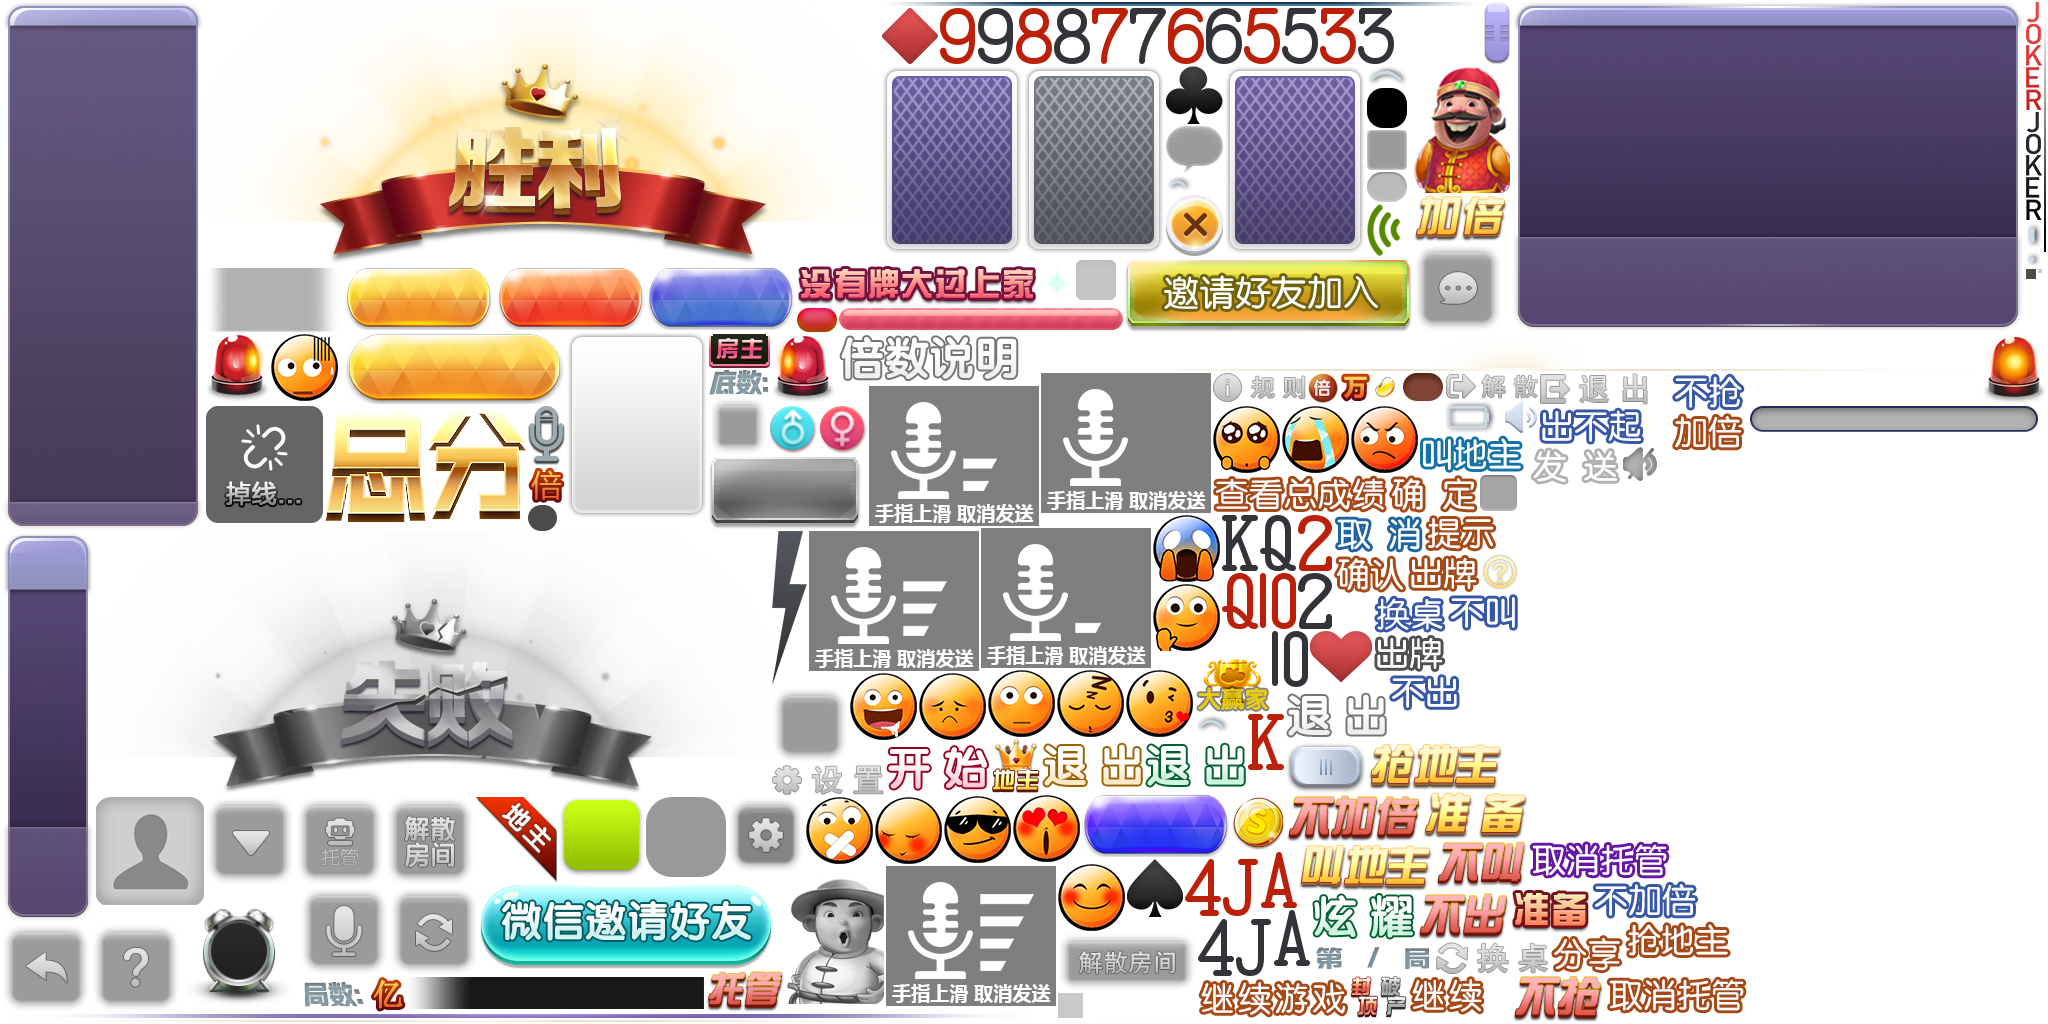 998877665533
JOKER
JOKER
胜利
加倍
没有牌大过上家
邀请好友加入
房主
底数:
倍数说明
规则
倍
万
解散
退出
不抢
加倍
出不起
叫地主
发送
掉线...
总分
倍
手指上滑 取消发送
手指上滑 取消发送
查看总成绩
确定
KQ2
取消
提示
确认
出牌
?
Q102
换桌
不叫
手指上滑 取消发送
手指上滑 取消发送
10
出牌
失败
大赢家
不出
退出
K
设置
开始
地主
退出
退出
抢地主
托管
解散
房间
地主
S
不加倍
准备
叫地主
不叫
取消托管
4JA
微信邀请好友
炫耀
不出
准备
不加倍
4JA
?
解散房间
第 / 局
换桌
分享
抢地主
局数:
亿
托管
手指上滑 取消发送
继续游戏
封顶
破产
继续
不抢
取消托管